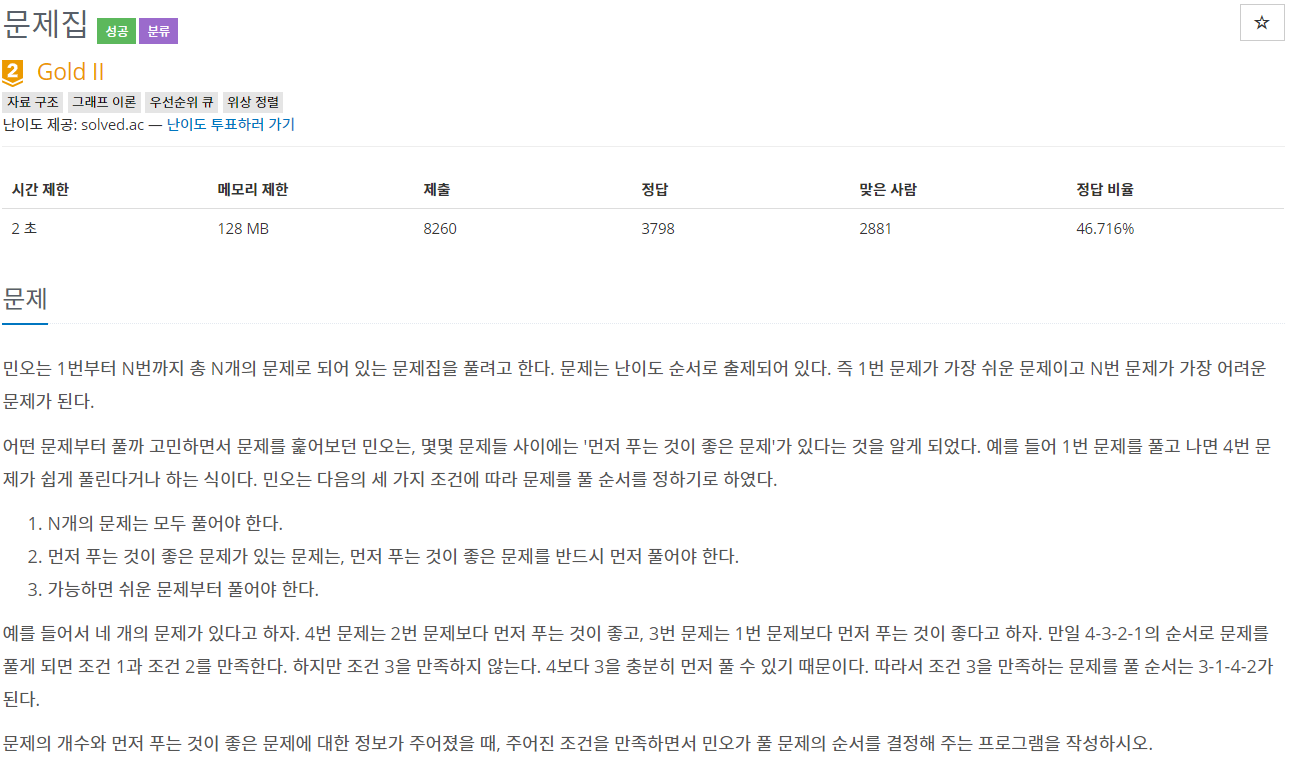 문제집 성공 분류
☆
2 Gold II
자료 구조 그래프 이론 우선순위 큐 위상 정렬
난이도 제공: solved.ac — 난이도 투표하러 가기
시간 제한 메모리 제한 제출 정답 맞은 사람 정답 비율
2 초 128 MB 8260 3798 2881 46.716%
문제
민오는 1번부터 N번까지 총 N개의 문제로 되어 있는 문제집을 풀려고 한다. 문제는 난이도 순서로 출제되어 있다. 즉 1번 문제가 가장 쉬운 문제이고 N번 문제가 가장 어려운
문제가 된다.
어떤 문제부터 풀까 고민하면서 문제를 훑어보던 민오는, 몇몇 문제들 사이에는 '먼저 푸는 것이 좋은 문제'가 있다는 것을 알게 되었다. 예를 들어 1번 문제를 풀고 나면 4번 문
제가 쉽게 풀린다거나 하는 식이다. 민오는 다음의 세 가지 조건에 따라 문제를 풀 순서를 정하기로 하였다.
1. N개의 문제는 모두 풀어야 한다.
2. 먼저 푸는 것이 좋은 문제가 있는 문제는, 먼저 푸는 것이 좋은 문제를 반드시 먼저 풀어야 한다.
3. 가능하면 쉬운 문제부터 풀어야 한다.
예를 들어서 네 개의 문제가 있다고 하자. 4번 문제는 2번 문제보다 먼저 푸는 것이 좋고, 3번 문제는 1번 문제보다 먼저 푸는 것이 좋다고 하자. 만일 4-3-2-1의 순서로 문제를
풀게 되면 조건 1과 조건 2를 만족한다. 하지만 조건 3을 만족하지 않는다. 4보다 3을 충분히 먼저 풀 수 있기 때문이다. 따라서 조건 3을 만족하는 문제를 풀 순서는 3-1-4-2가
된다.
문제의 개수와 먼저 푸는 것이 좋은 문제에 대한 정보가 주어졌을 때, 주어진 조건을 만족하면서 민오가 풀 문제의 순서를 결정해 주는 프로그램을 작성하시오.